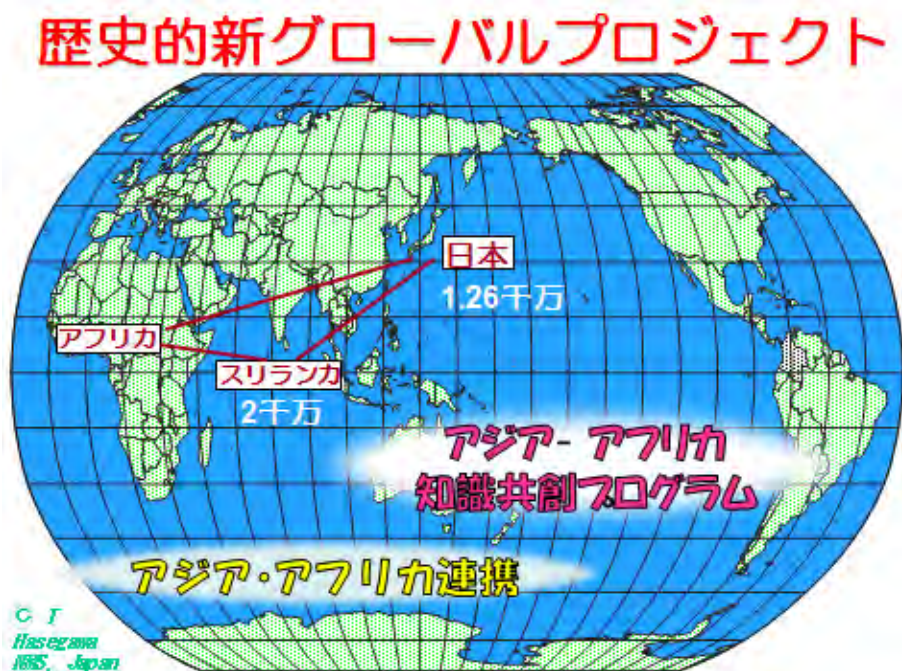 歴史的新グローバルプロジェクト
日本
1.26千万
アフリカ
スリランカ
2千万
アジア- アフリカ
知識共創プログラム
アジア・アフリカ連携
C T
Hasegawa
Japan